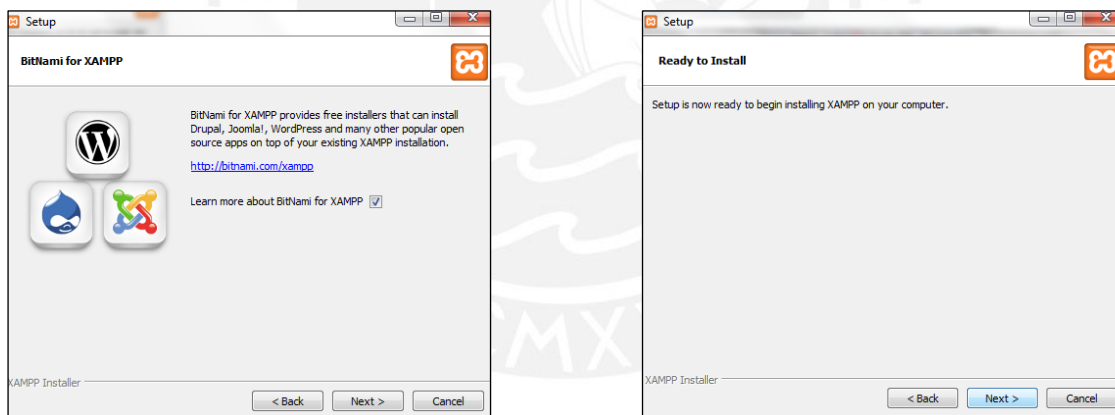 Setup
BitNami for XAMPP
BitNami for XAMPP provides free installers that can install
Drupal, Joomla!, WordPress and many other popular open
source apps on top of your existing XAMPP installation.
http://bitnami.com/xampp
Learn more about BitNami for XAMPP
XAMPP Installer
< Back
Next >
Cancel
Setup
Ready to Install
Setup is now ready to begin installing XAMPP on your computer.
XAMPP Installer
< Back
Next >
Cancel